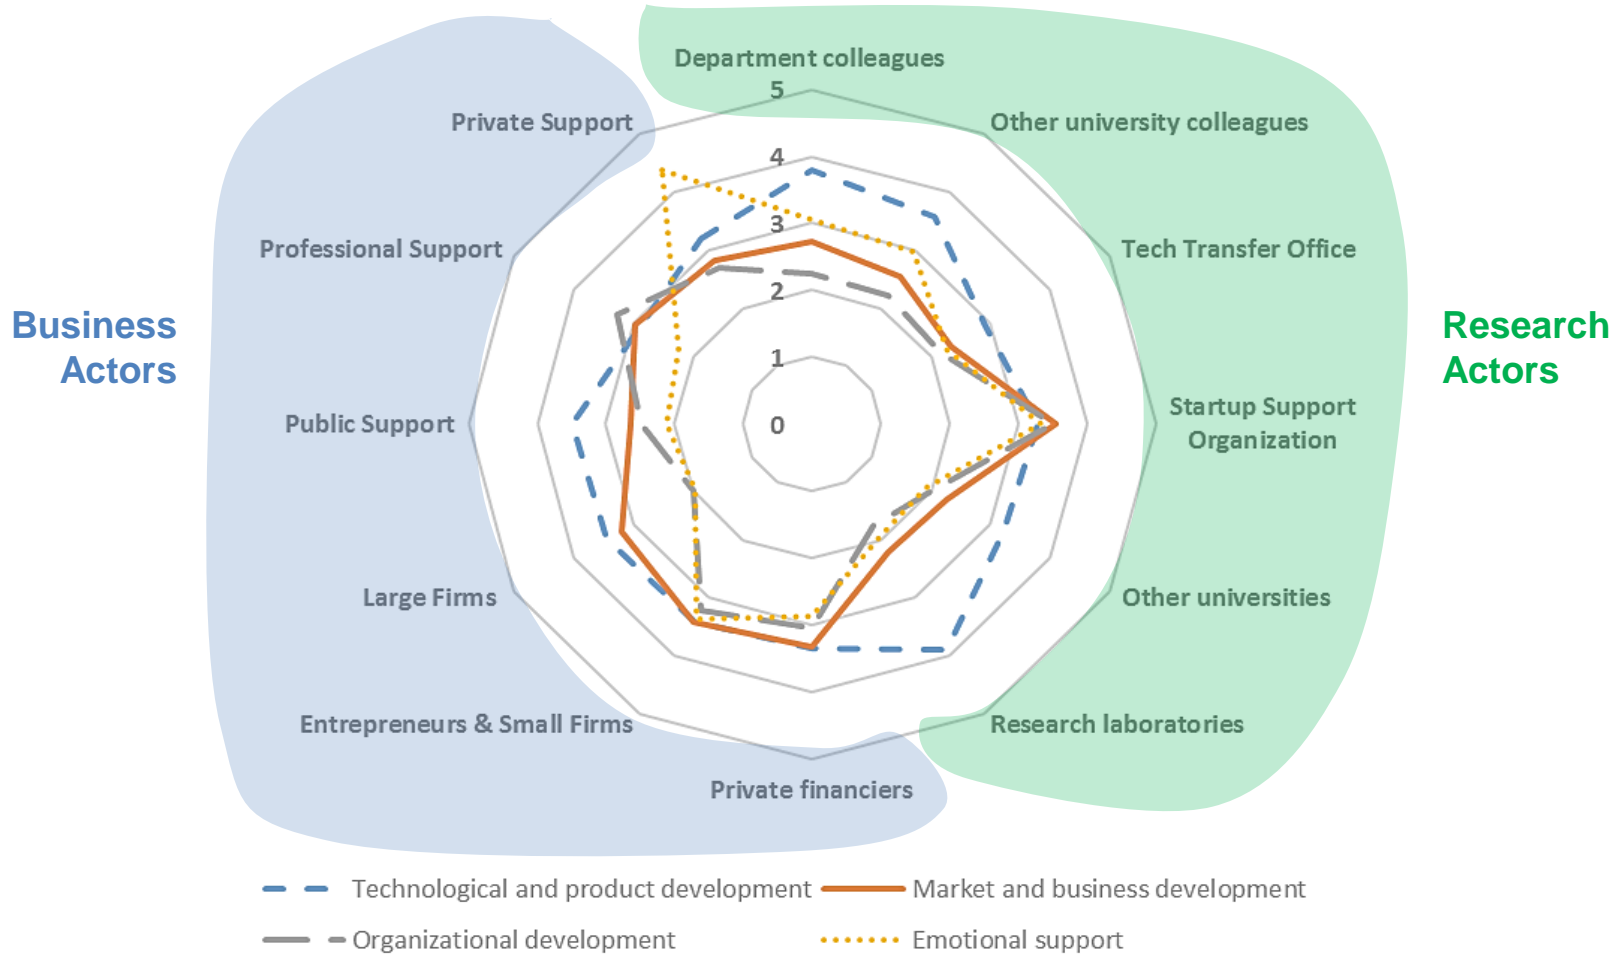 Department colleagues
5
Private Support
Other university colleagues
4
3
Professional Support
Tech Transfer Office
2
Business
Actors
Research
Actors
1
Public Support
0
Startup Support
Organization
Large Firms
Other universities
Entrepreneurs & Small Firms
Research laboratories
Private financiers
Technological and product development
Market and business development
Organizational development
Emotional support